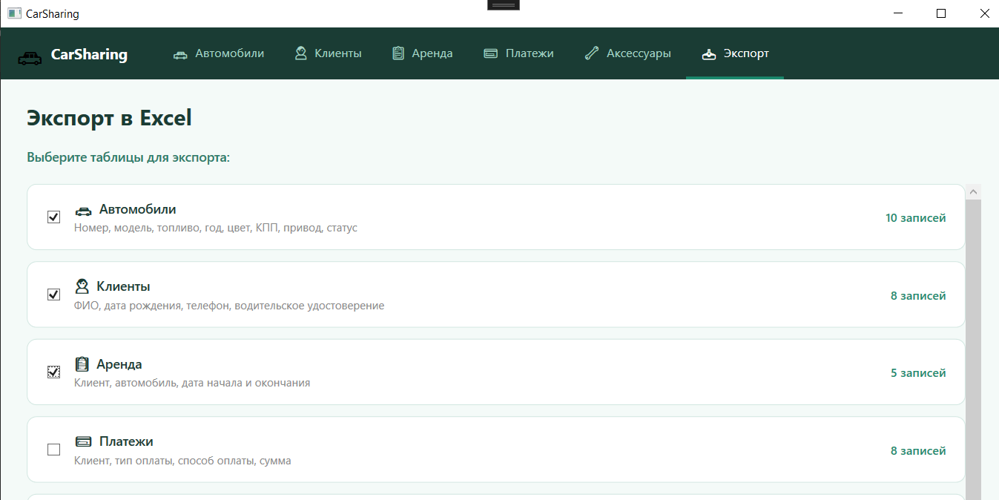 CarSharing
CarSharing Автомобили Клиенты Аренда Платежи Аксессуары Экспорт
Экспорт в Excel
Выберите таблицы для экспорта:
Автомобили
Номер, модель, топливо, год, цвет, КПП, привод, статус
10 записей
Клиенты
ФИО, дата рождения, телефон, водительское удостоверение
8 записей
Аренда
Клиент, автомобиль, дата начала и окончания
5 записей
Платежи
Клиент, тип оплаты, способ оплаты, сумма
8 записей